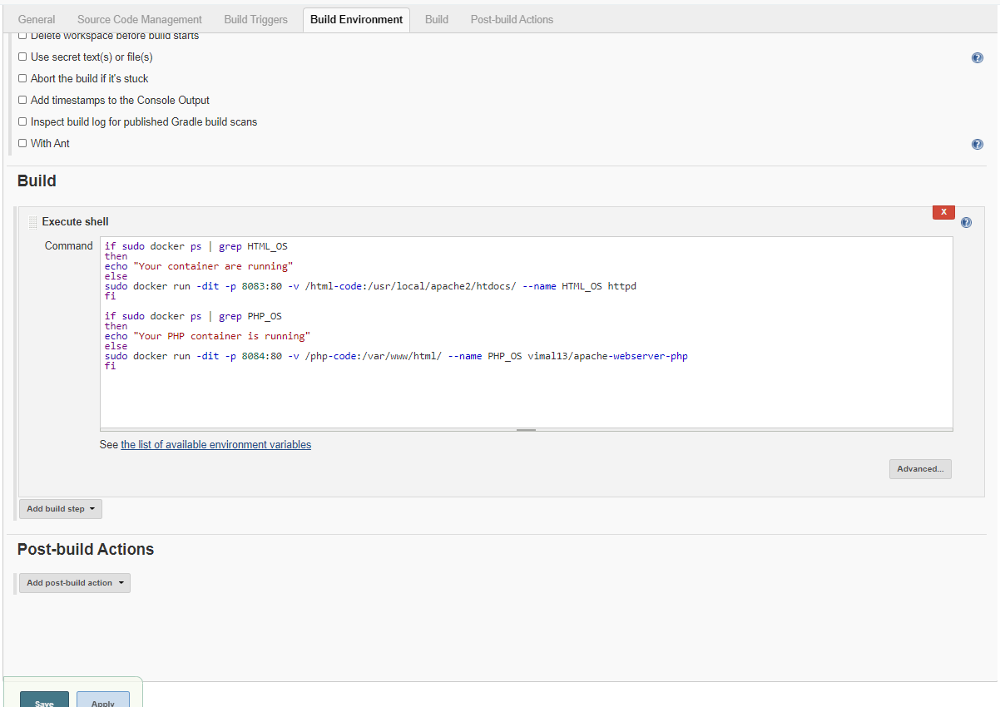 General Source Code Management Build Triggers Build Environment Build Post-build Actions
Delete workspace before build starts
Use secret text(s) or file(s)
Abort the build if it's stuck
Add timestamps to the Console Output
Inspect build log for published Gradle build scans
With Ant
Build
X
Execute shell
Command
if sudo docker ps | grep HTML_OS
then
echo "Your container are running"
else
sudo docker run -dit -p 8083:80 -v /html-code:/usr/local/apache2/htdocs/ --name HTML_OS httpd
fi
if sudo docker ps | grep PHP_OS
then
echo "Your PHP container is running"
else
sudo docker run -dit -p 8084:80 -v /php-code:/var/www/html/ --name PHP_OS vimal13/apache-webserver-php
fi
See the list of available environment variables
Advanced...
Add build step
Post-build Actions
Add post-build action
Save Apply